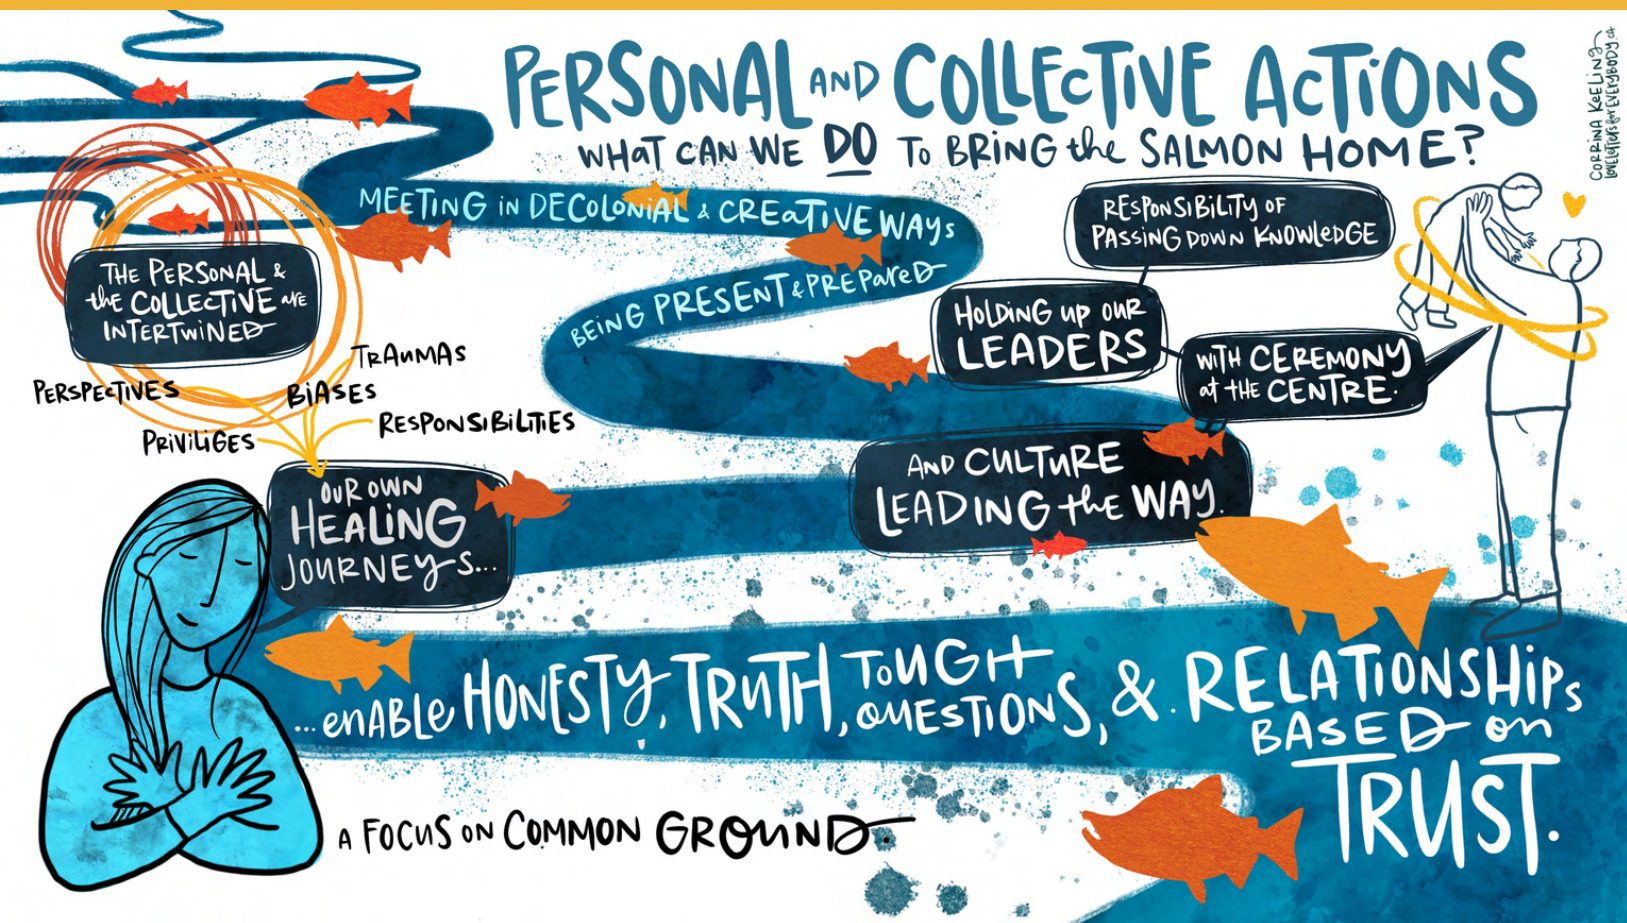 PERSONAL AND COLLECTIVE ACTIONS
WHAT CAN WE DO TO BRING the SALMON HOME?
CORRINA KEELING
LOVELETTERSFOREVERYBODY.CA
MEETING IN DECOLONIAL & CREATIVE WAYS
BEING PRESENT & PREPARED
THE PERSONAL &
the COLLECTIVE are
INTERTWINED
TRAUMAS
PERSPECTIVES
BIASES
PRIVILIGES
RESPONSIBILITIES
OUR OWN
HEALING
JOURNEYS...
RESPONSIBILITY OF
PASSING DOWN KNOWLEDGE
HOLDING UP OUR
LEADERS
WITH CEREMONY
at THE CENTRE.
AND CULTURE
LEADING the WAY.
...enABLe HONESTY, TRUTH, TOUGH QUESTIONS, & RELATIONSHIPS
BASED on
TRUST.
A FOCUS ON COMMON GROUND.